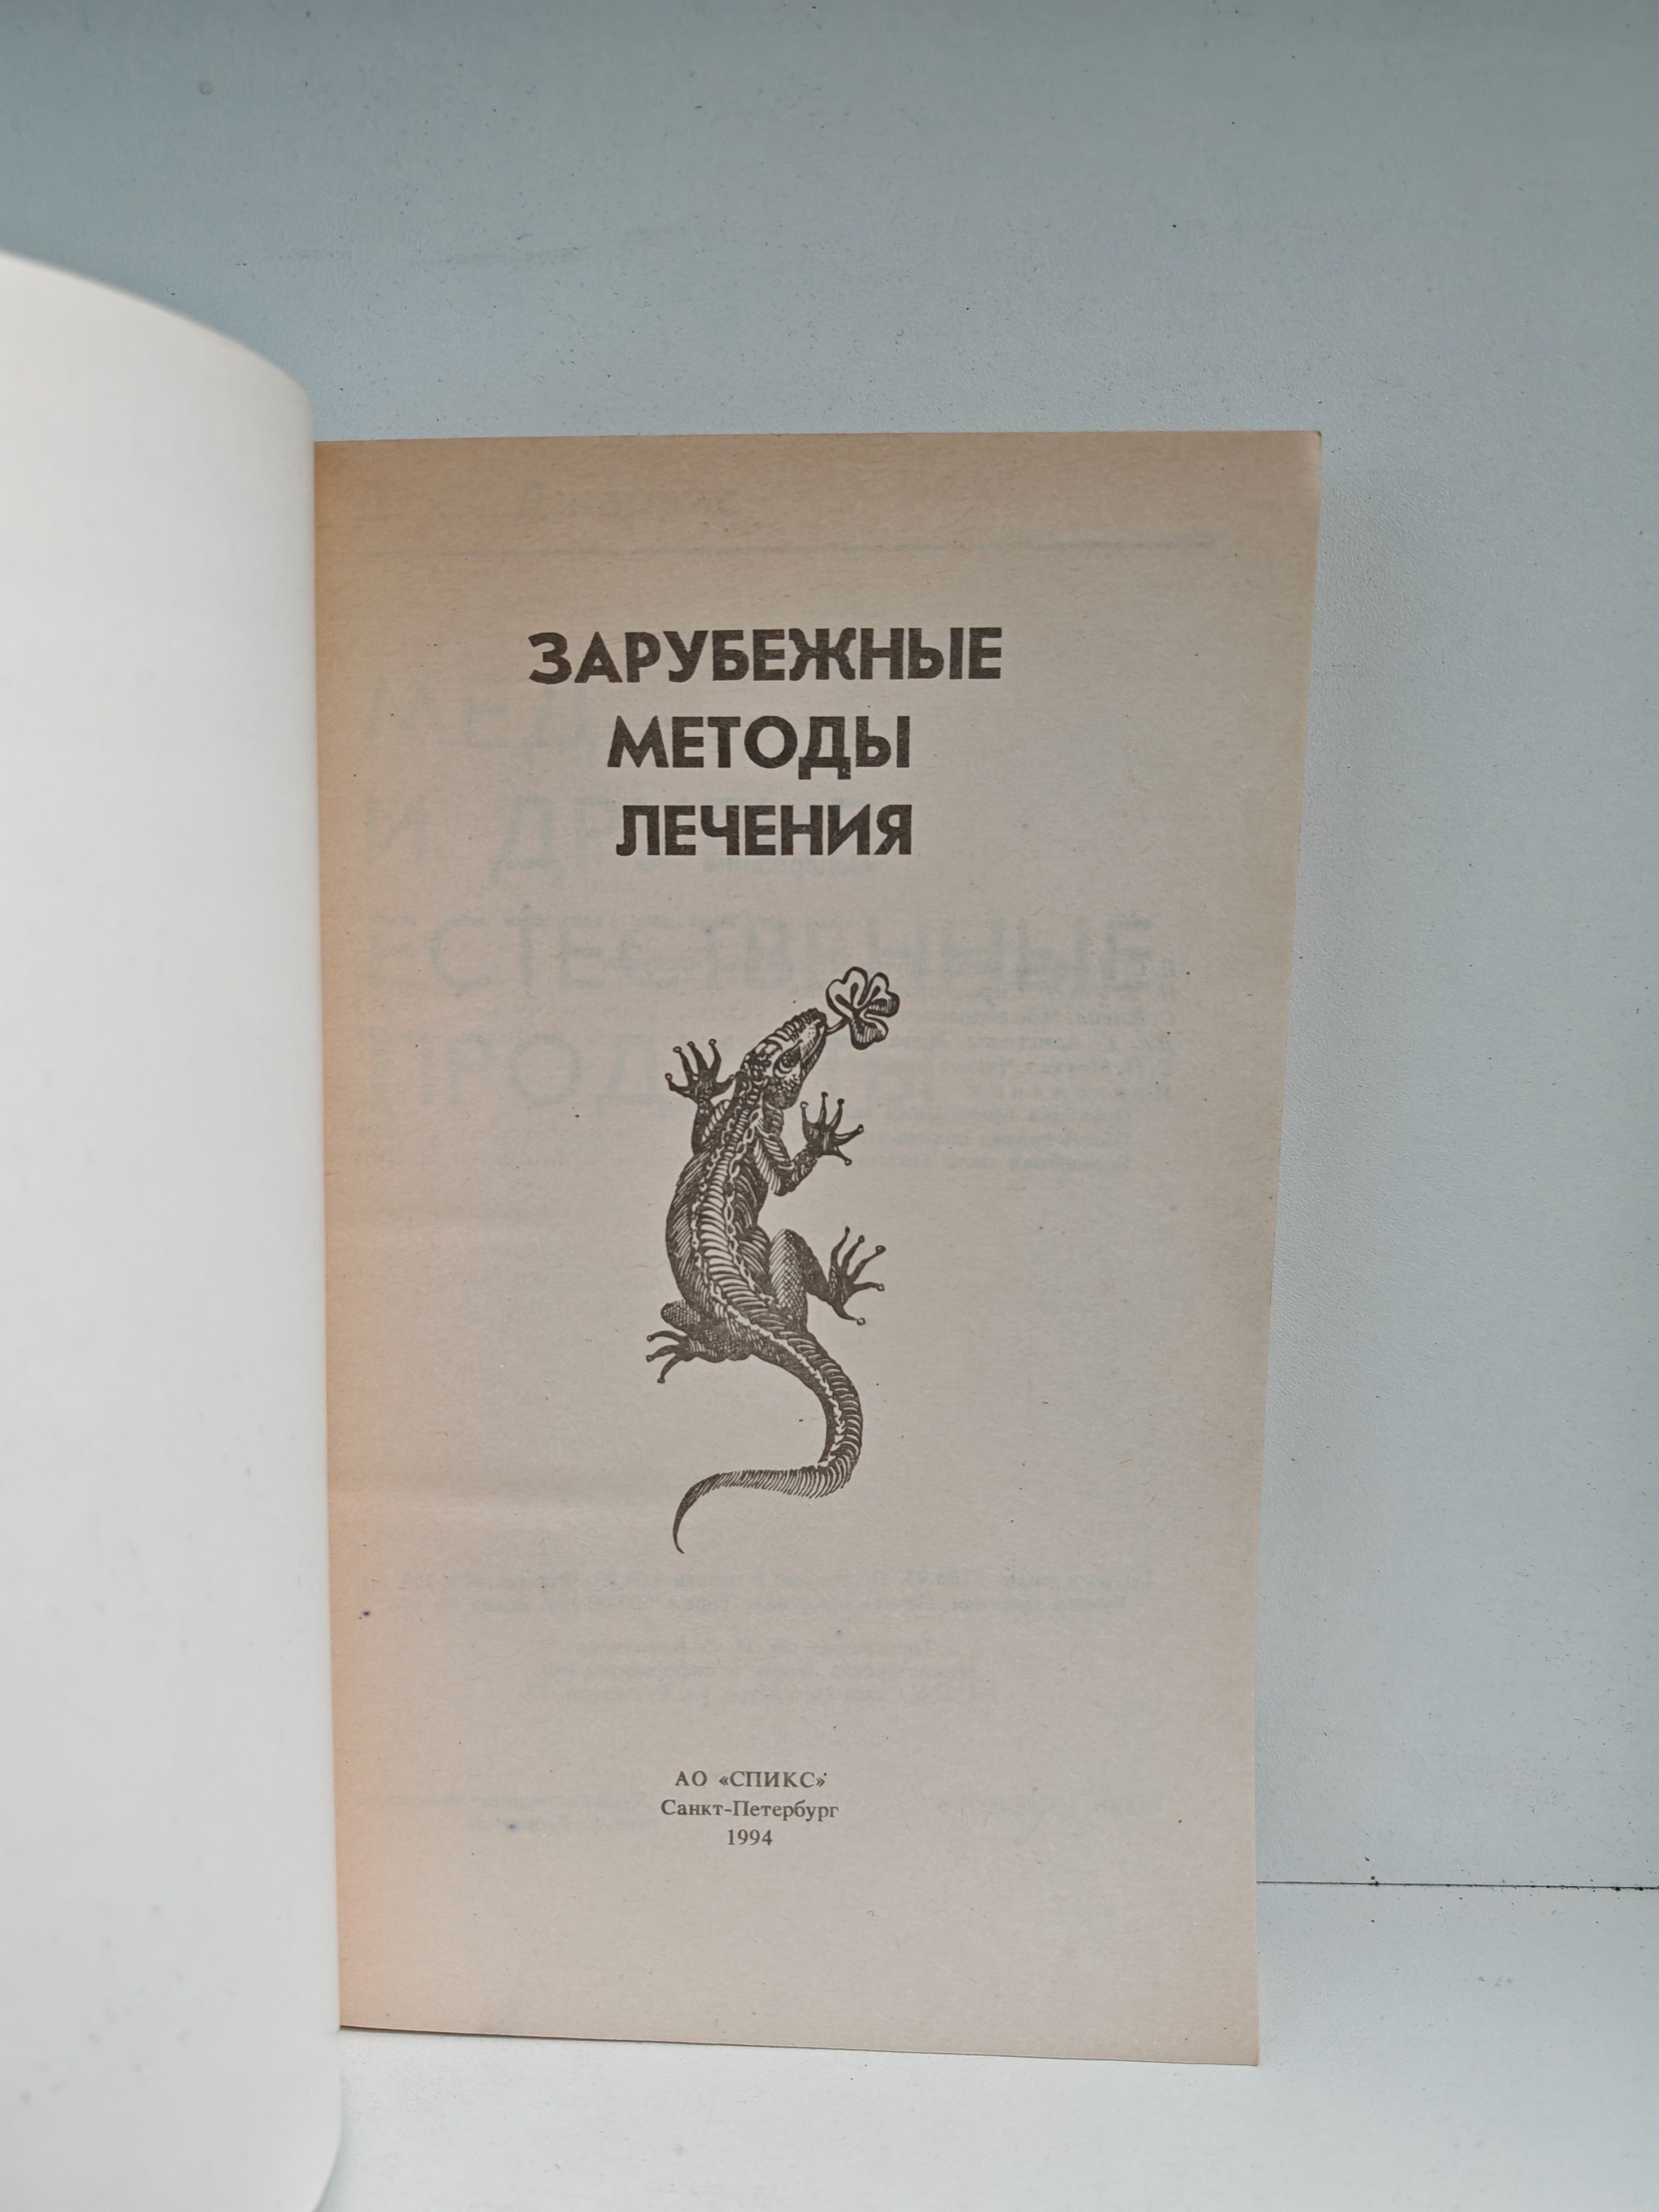 ЗАРУБЕЖНЫЕ
МЕТОДЫ
ЛЕЧЕНИЯ
АО «СПИКС»
Санкт-Петербург
1994